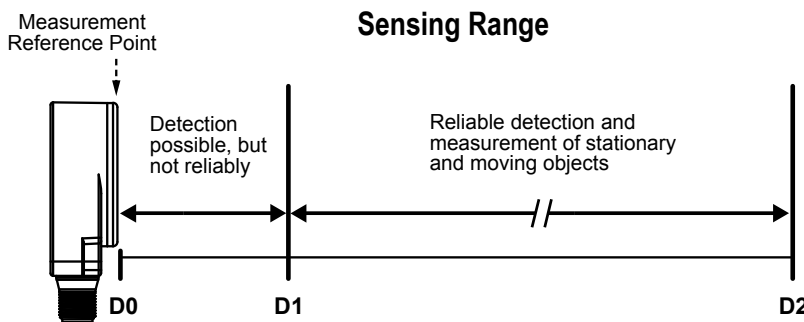 Sensing Range
Measurement
Reference Point
Detection
possible, but
not reliably
Reliable detection and
measurement of stationary
and moving objects
D0
D1
D2